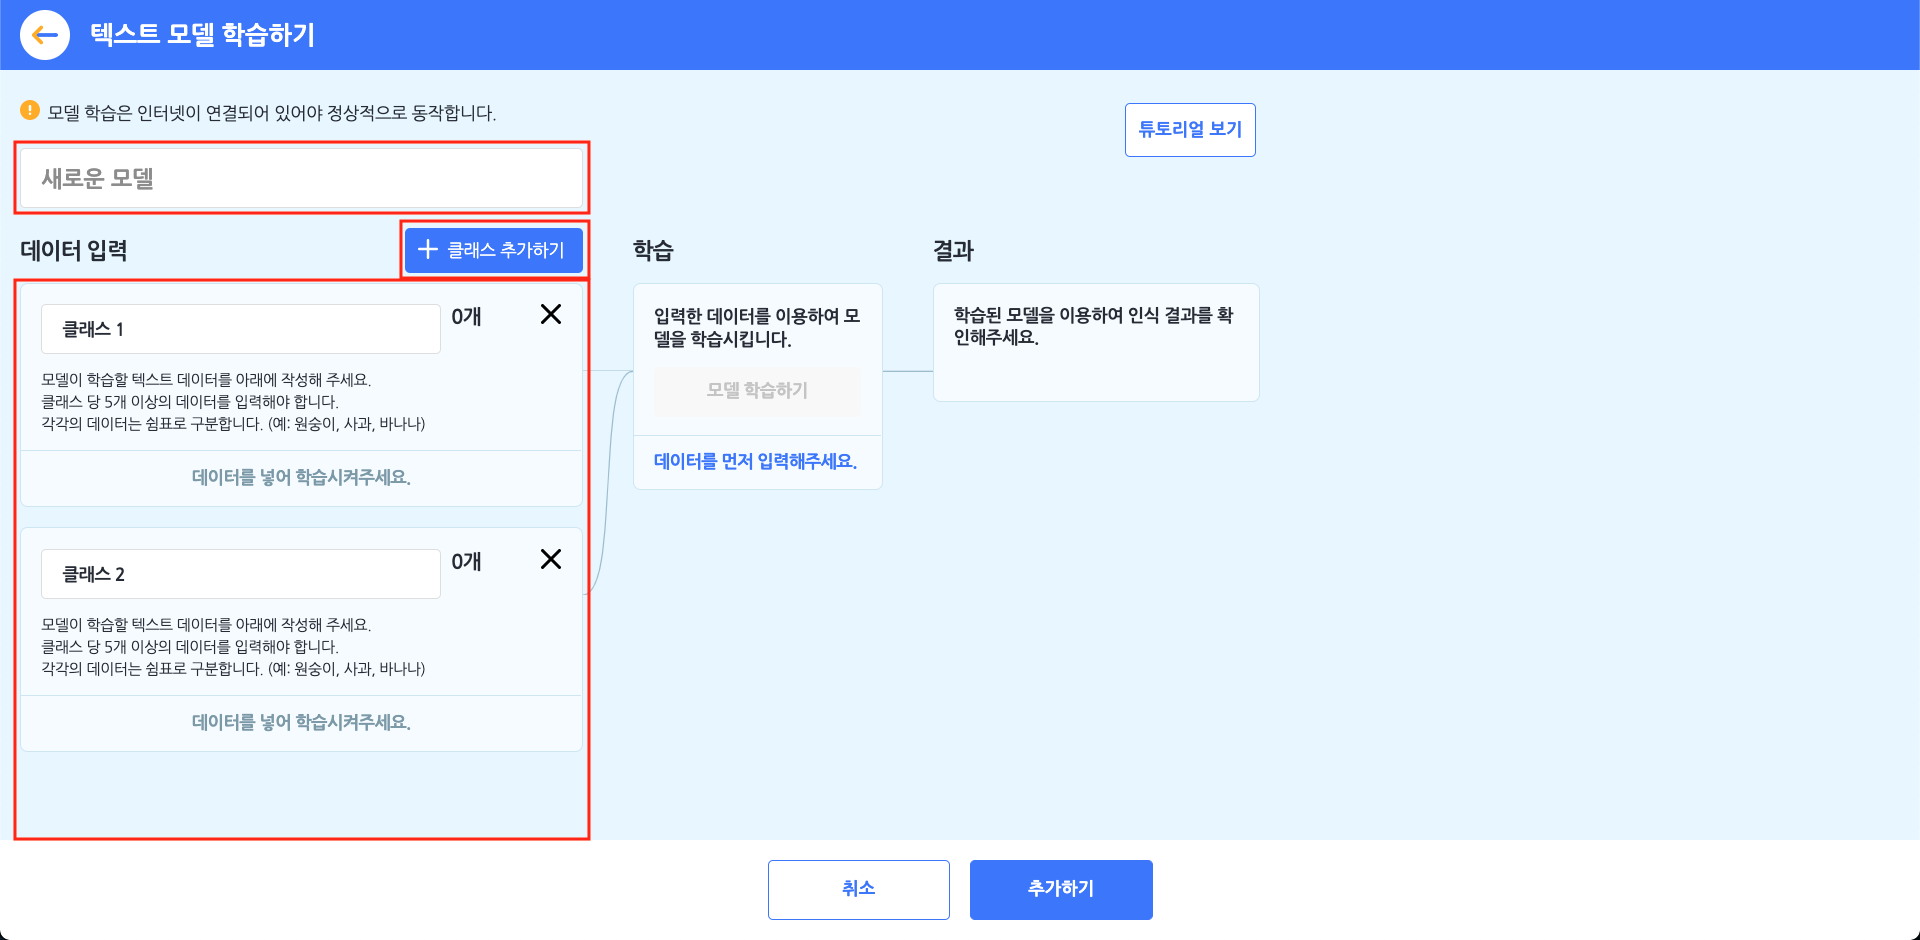 텍스트 모델 학습하기
모델 학습은 인터넷이 연결되어 있어야 정상적으로 동작합니다.
튜토리얼 보기
새로운 모델
데이터 입력
클래스 추가하기
클래스 1
0개
모델이 학습할 텍스트 데이터를 아래에 작성해 주세요.
클래스 당 5개 이상의 데이터를 입력해야 합니다.
각각의 데이터는 쉼표로 구분합니다. (예: 원숭이, 사과, 바나나)
데이터를 넣어 학습시켜주세요.
클래스 2
0개
모델이 학습할 텍스트 데이터를 아래에 작성해 주세요.
클래스 당 5개 이상의 데이터를 입력해야 합니다.
각각의 데이터는 쉼표로 구분합니다. (예: 원숭이, 사과, 바나나)
데이터를 넣어 학습시켜주세요.
학습
입력한 데이터를 이용하여 모
델을 학습시킵니다.
모델 학습하기
데이터를 먼저 입력해주세요.
결과
학습된 모델을 이용하여 인식 결과를 확
인해주세요.
취소
추가하기